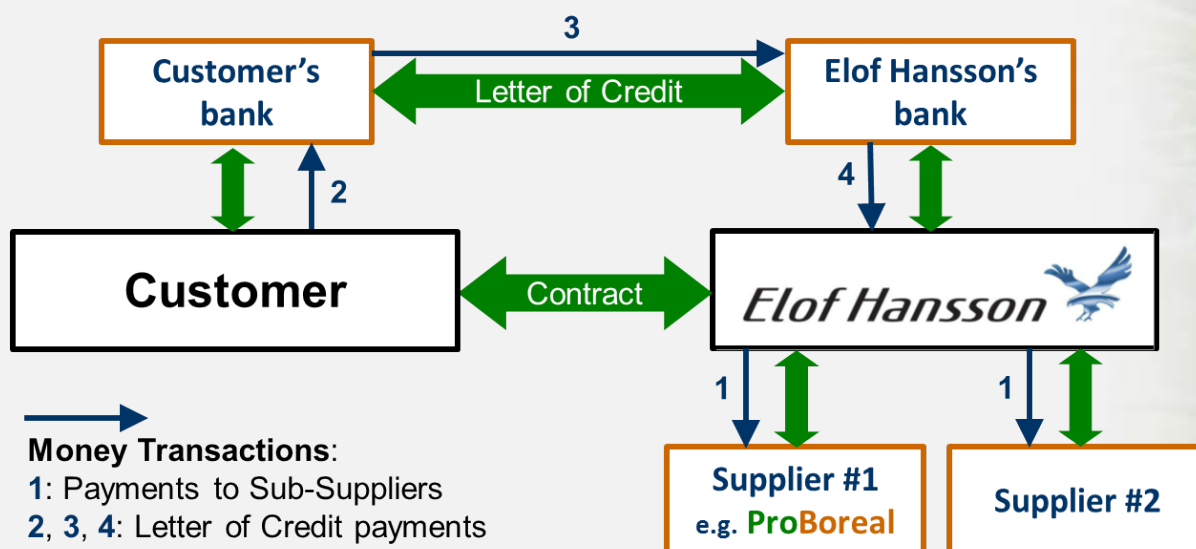 3
Customer’s
bank
Letter of Credit
Elof Hansson’s
bank
2
4
Customer
Contract
Elof Hansson
1
1
Money Transactions:
1: Payments to Sub-Suppliers
2, 3, 4: Letter of Credit payments
Supplier #1
e.g. ProBoreal
Supplier #2